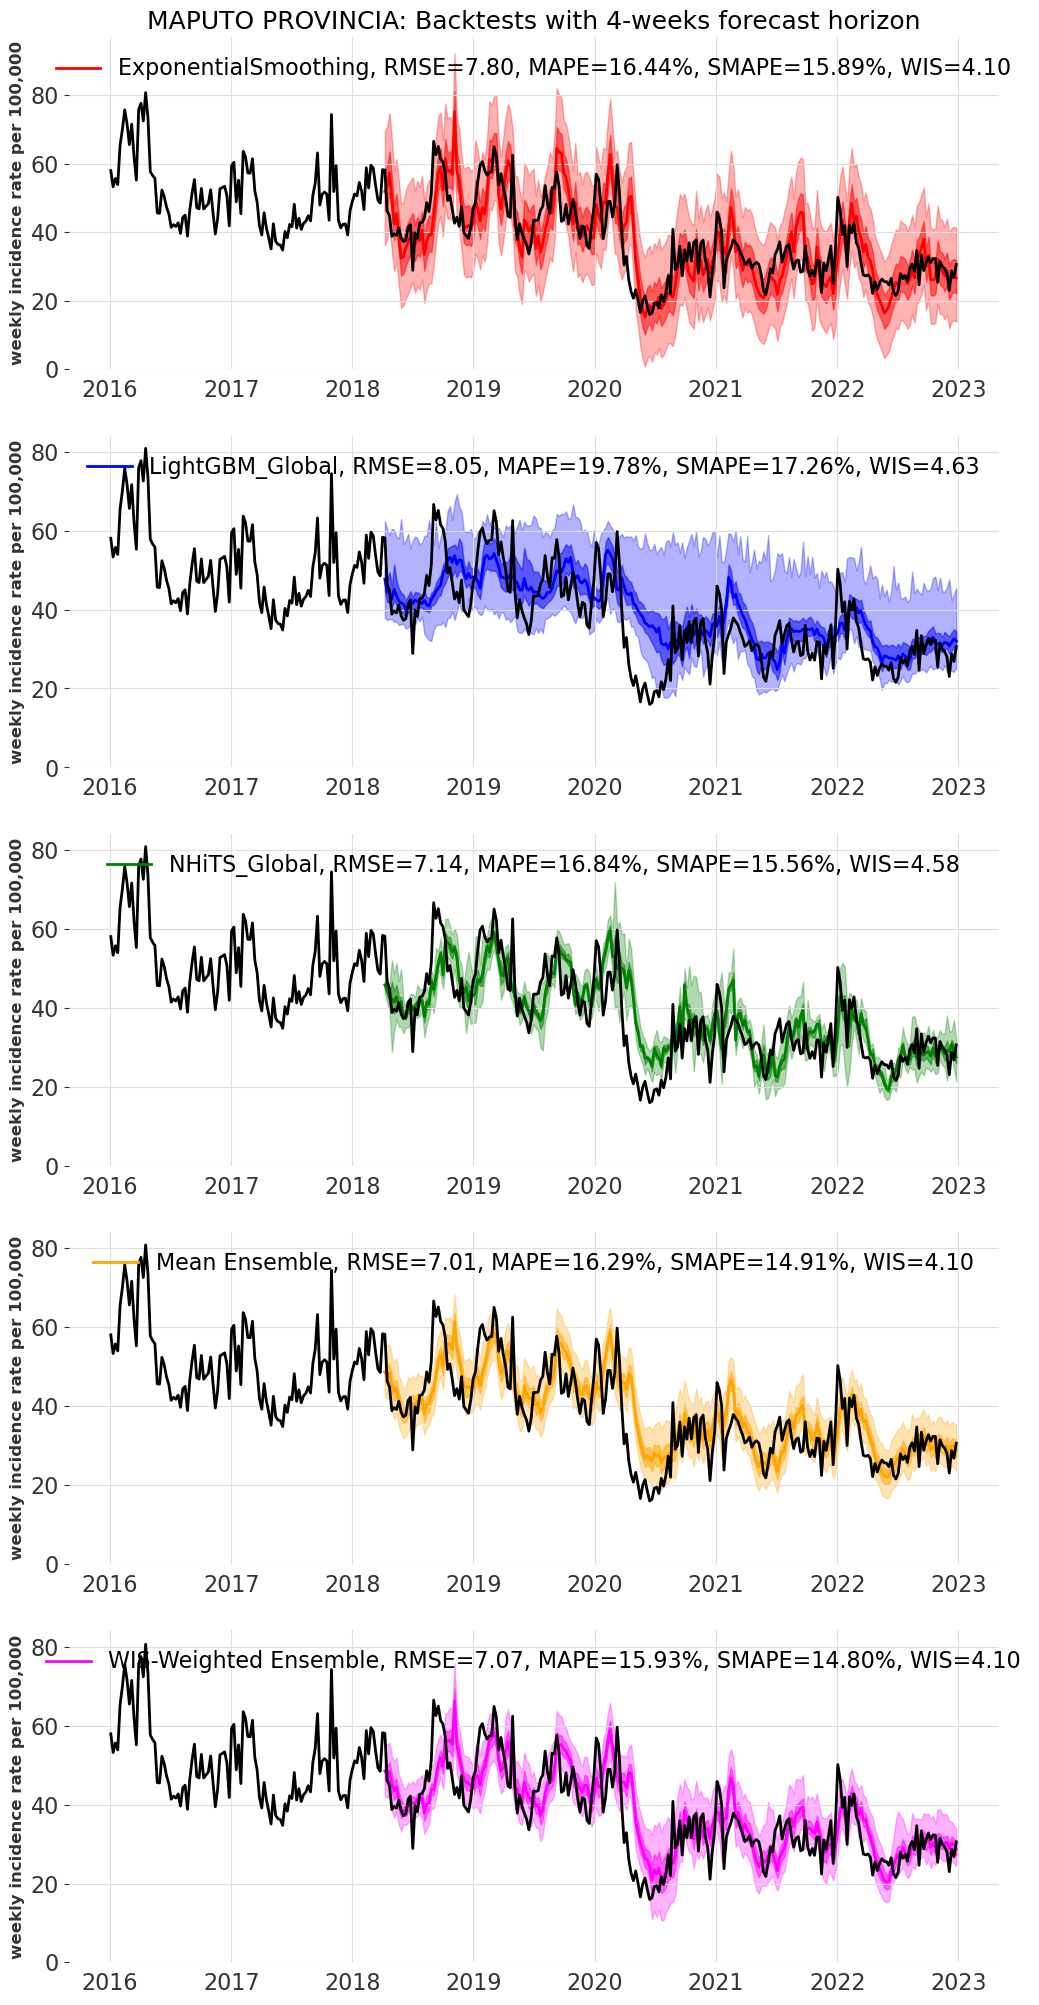 MAPUTO PROVINCIA: Backtests with 4-weeks forecast horizon
weekly incidence rate per 100,000
ExponentialSmoothing, RMSE=7.80, MAPE=16.44%, SMAPE=15.89%, WIS=4.10
80
60
40
20
0
2016 2017 2018 2019 2020 2021 2022 2023
weekly incidence rate per 100,000
LightGBM_Global, RMSE=8.05, MAPE=19.78%, SMAPE=17.26%, WIS=4.63
80
60
40
20
0
2016 2017 2018 2019 2020 2021 2022 2023
weekly incidence rate per 100,000
NHiTS_Global, RMSE=7.14, MAPE=16.84%, SMAPE=15.56%, WIS=4.58
80
60
40
20
0
2016 2017 2018 2019 2020 2021 2022 2023
weekly incidence rate per 100,000
Mean Ensemble, RMSE=7.01, MAPE=16.29%, SMAPE=14.91%, WIS=4.10
80
60
40
20
0
2016 2017 2018 2019 2020 2021 2022 2023
weekly incidence rate per 100,000
WIS-Weighted Ensemble, RMSE=7.07, MAPE=15.93%, SMAPE=14.80%, WIS=4.10
80
60
40
20
0
2016 2017 2018 2019 2020 2021 2022 2023